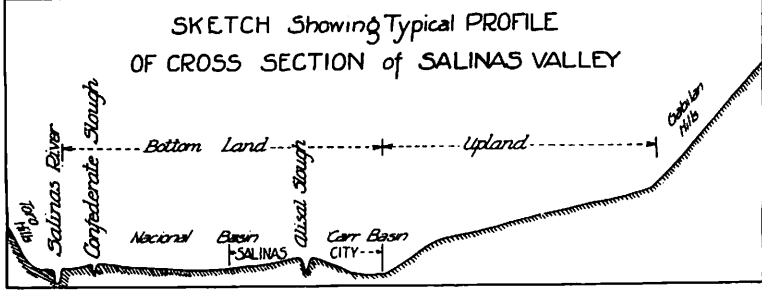 SKETCH Showing Typical PROFILE
OF CROSS SECTION of SALINAS VALLEY
Toro Hills
Salinas River
Confederate Slough
Bottom Land
Alisal Slough
Upland
Gabilan Hills
Nacional Basin
Carr Basin
SALINAS CITY